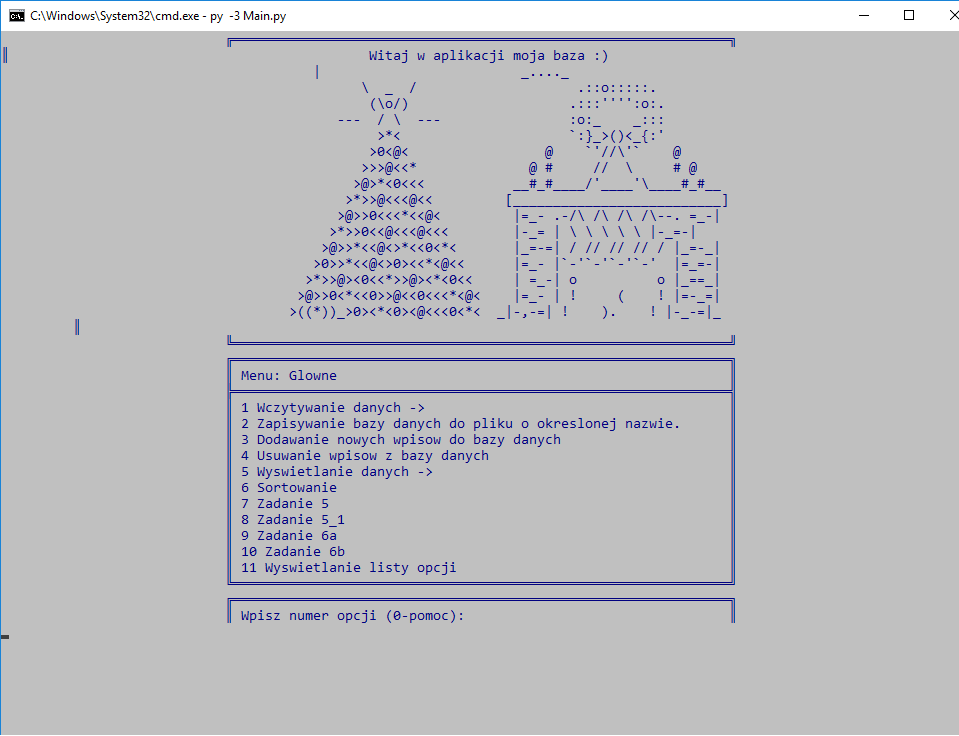 C:\Windows\System32\cmd.exe - py  -3 Main.py
Witaj w aplikacji moja baza :)
Menu: Glowne
1 Wczytywanie danych ->
2 Zapisywanie bazy danych do pliku o okreslonej nazwie.
3 Dodawanie nowych wpisow do bazy danych
4 Usuwanie wpisow z bazy danych
5 Wyswietlanie danych ->
6 Sortowanie
7 Zadanie 5
8 Zadanie 5_1
9 Zadanie 6a
10 Zadanie 6b
11 Wyswietlanie listy opcji
Wpisz numer opcji (0-pomoc):